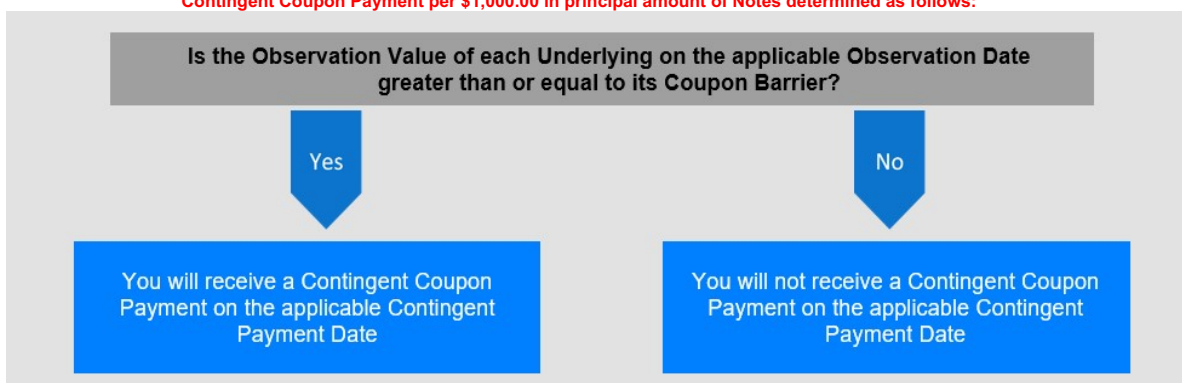 Contingent Coupon Payment per $1,000.00 in principal amount of Notes determined as follows:
Is the Observation Value of each Underlying on the applicable Observation Date
greater than or equal to its Coupon Barrier?
Yes
No
You will receive a Contingent Coupon
Payment on the applicable Contingent
Payment Date
You will not receive a Contingent Coupon
Payment on the applicable Contingent
Payment Date